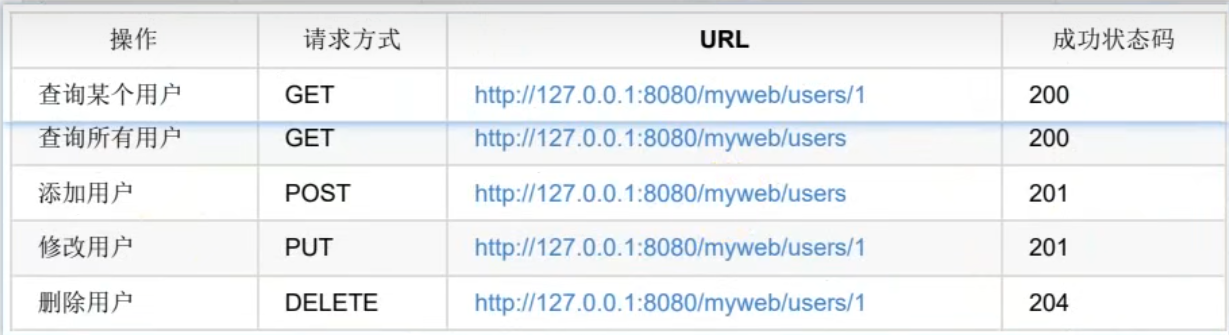 操作 请求方式 URL 成功状态码
查询某个用户 GET http://127.0.0.1:8080/myweb/users/1 200
查询所有用户 GET http://127.0.0.1:8080/myweb/users 200
添加用户 POST http://127.0.0.1:8080/myweb/users 201
修改用户 PUT http://127.0.0.1:8080/myweb/users/1 201
删除用户 DELETE http://127.0.0.1:8080/myweb/users/1 204